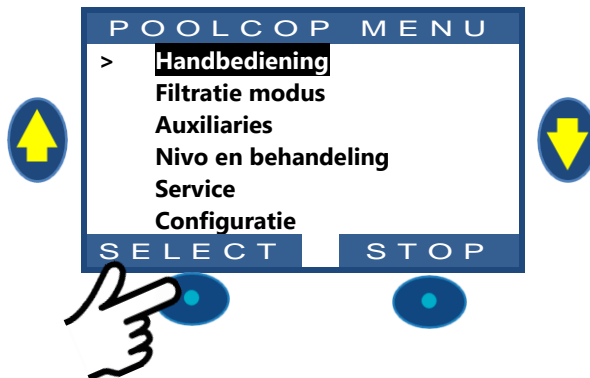 POOLCOP MENU
> Handbediening
Filtratie modus
Auxiliaries
Nivo en behandeling
Service
Configuratie
SELECT STOP